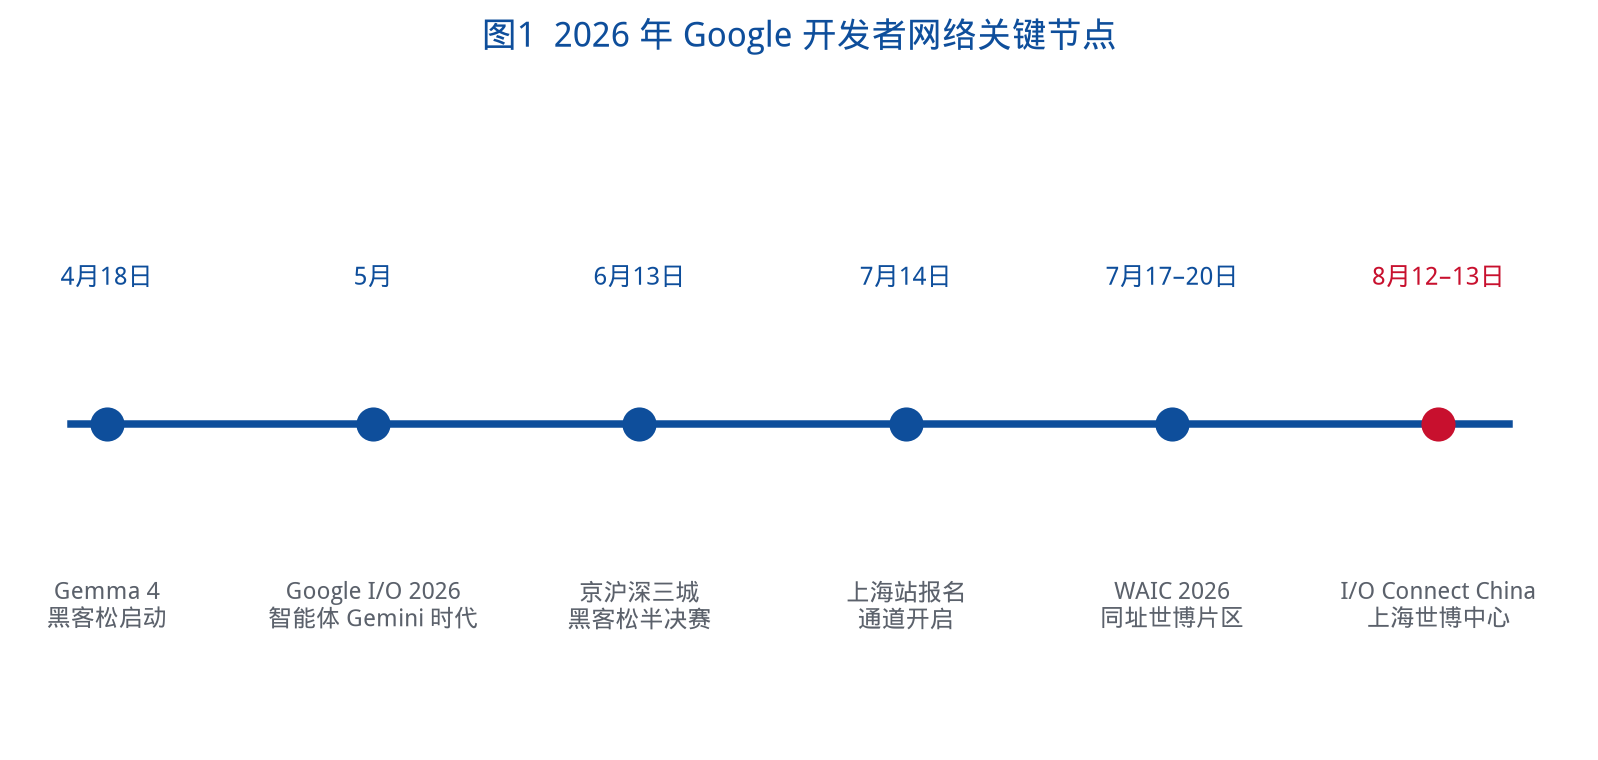 图1 2026 年 Google 开发者网络关键节点
4月18日
5月
6月13日
7月14日
7月17–20日
8月12–13日
Gemma 4
黑客松启动
Google I/O 2026
智能体 Gemini 时代
京沪深三城
黑客松半决赛
上海站报名
通道开启
WAIC 2026
同址世博片区
I/O Connect China
上海世博中心